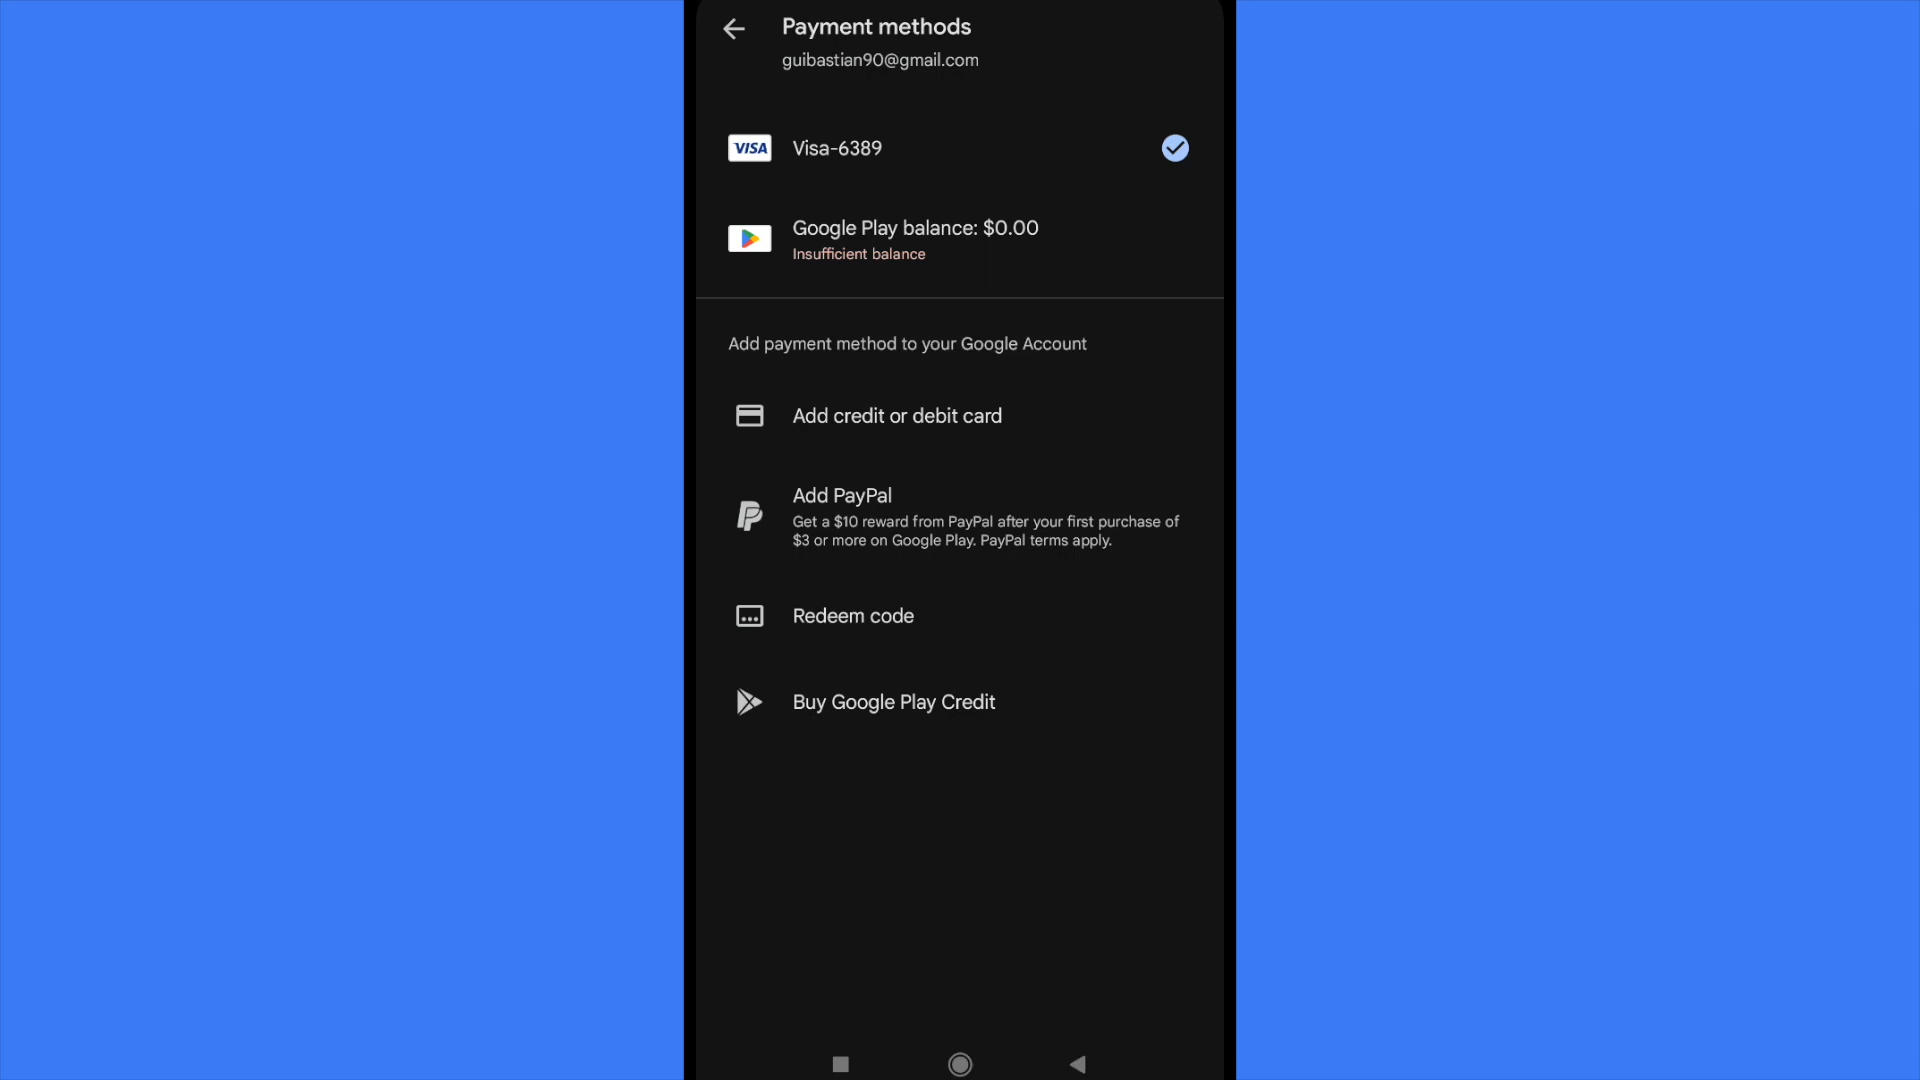 Payment methods
guibastian90@gmail.com
VISA
Visa-6389
Google Play balance: $0.00
Insufficient balance
Add payment method to your Google Account
Add credit or debit card
Add PayPal
Get a $10 reward from PayPal after your first purchase of
$3 or more on Google Play. PayPal terms apply.
Redeem code
Buy Google Play Credit